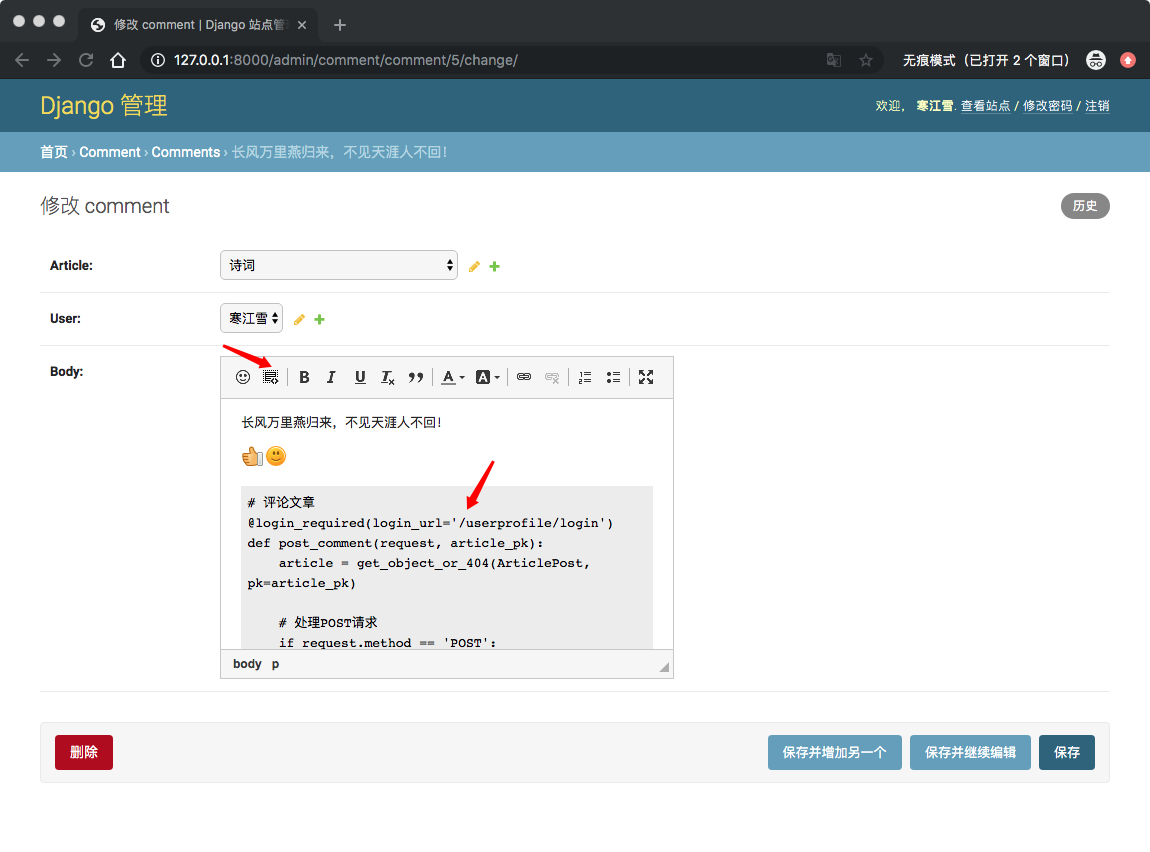 修改 comment | Django 站点管
127.0.0.1:8000/admin/comment/comment/5/change/
无痕模式（已打开 2 个窗口）
Django 管理
欢迎， 寒江雪. 查看站点 / 修改密码 / 注销
首页 › Comment › Comments › 长风万里燕归来，不见天涯人不回！
修改 comment
历史
Article:
诗词
User:
寒江雪
Body:
B I U Tx
A A
长风万里燕归来，不见天涯人不回！
# 评论文章
@login_required(login_url='/userprofile/login')
def post_comment(request, article_pk):
    article = get_object_or_404(ArticlePost,
pk=article_pk)
    # 处理POST请求
    if request.method == 'POST':
body p
删除
保存并增加另一个
保存并继续编辑
保存